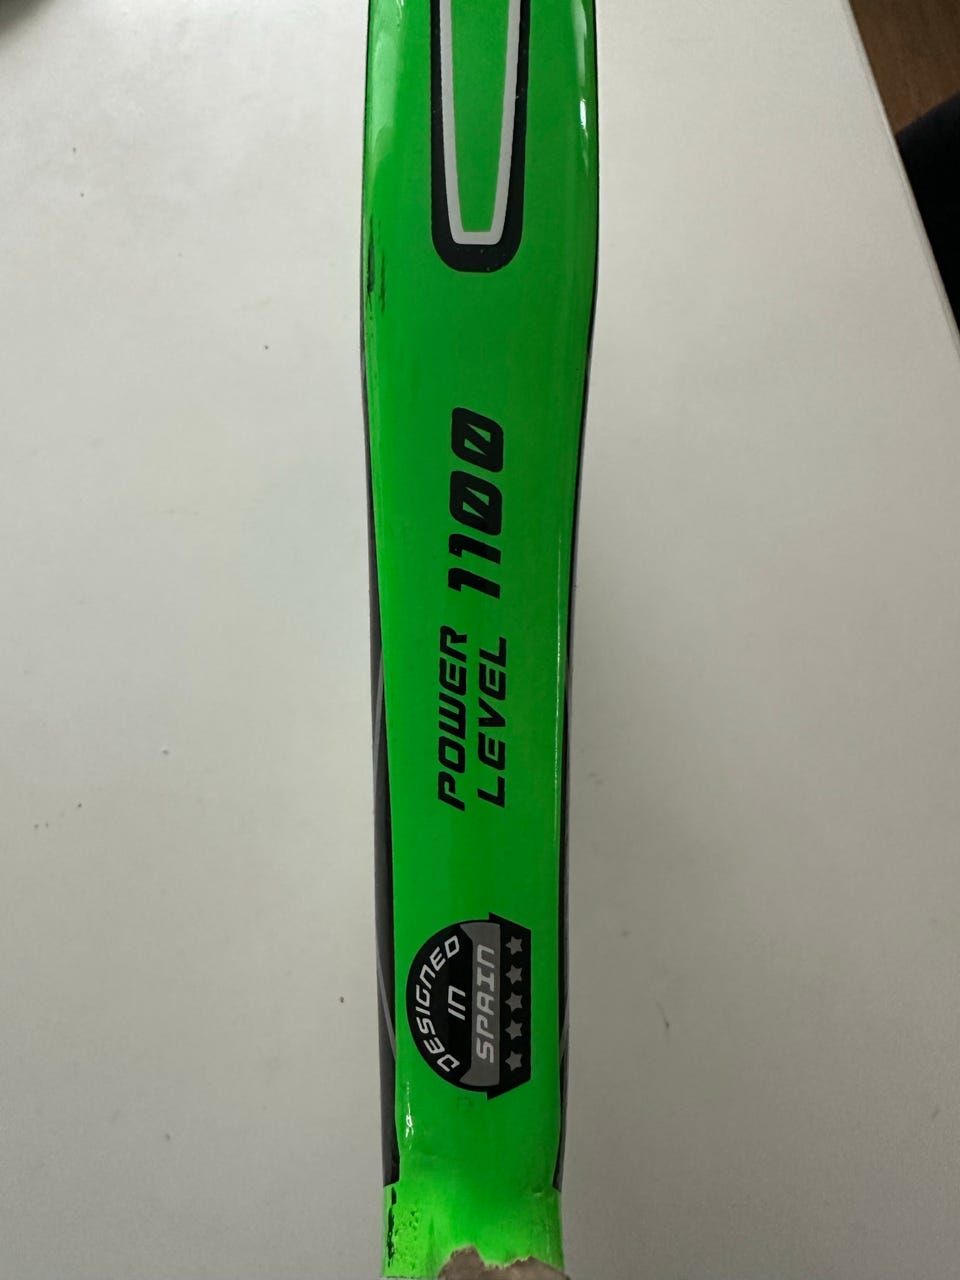 POWER
LEVEL 1100
DESIGNED
IN
SPAIN